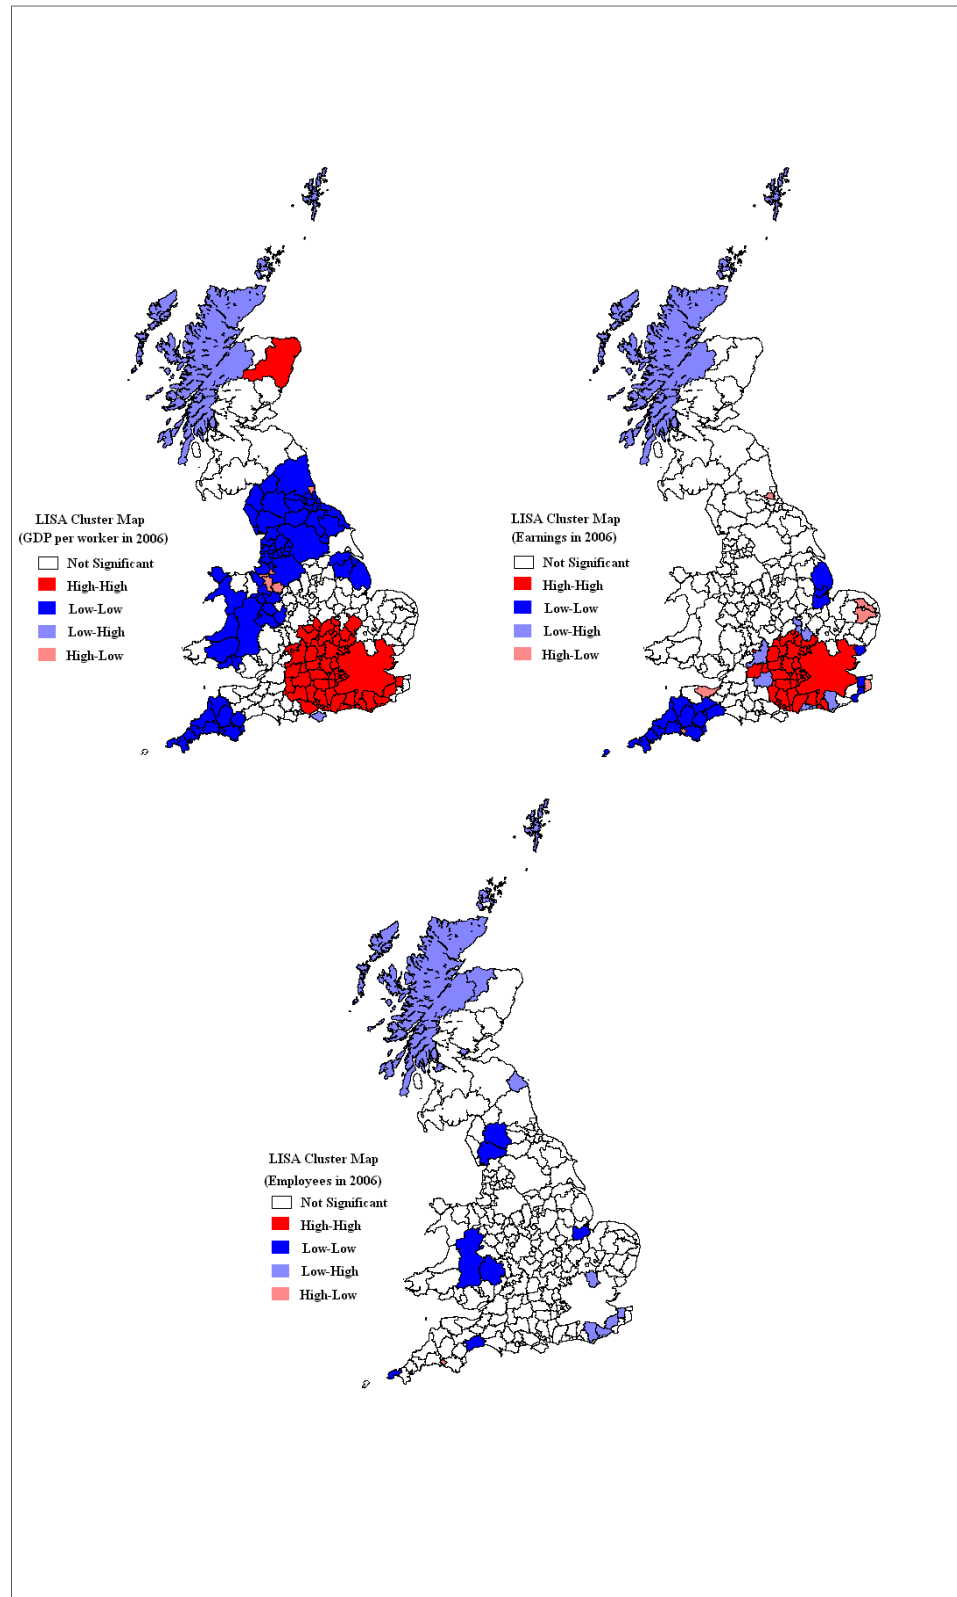 LISA Cluster Map
(GDP per worker in 2006)
Not Significant
High-High
Low-Low
Low-High
High-Low
LISA Cluster Map
(Earnings in 2006)
Not Significant
High-High
Low-Low
Low-High
High-Low
LISA Cluster Map
(Employees in 2006)
Not Significant
High-High
Low-Low
Low-High
High-Low